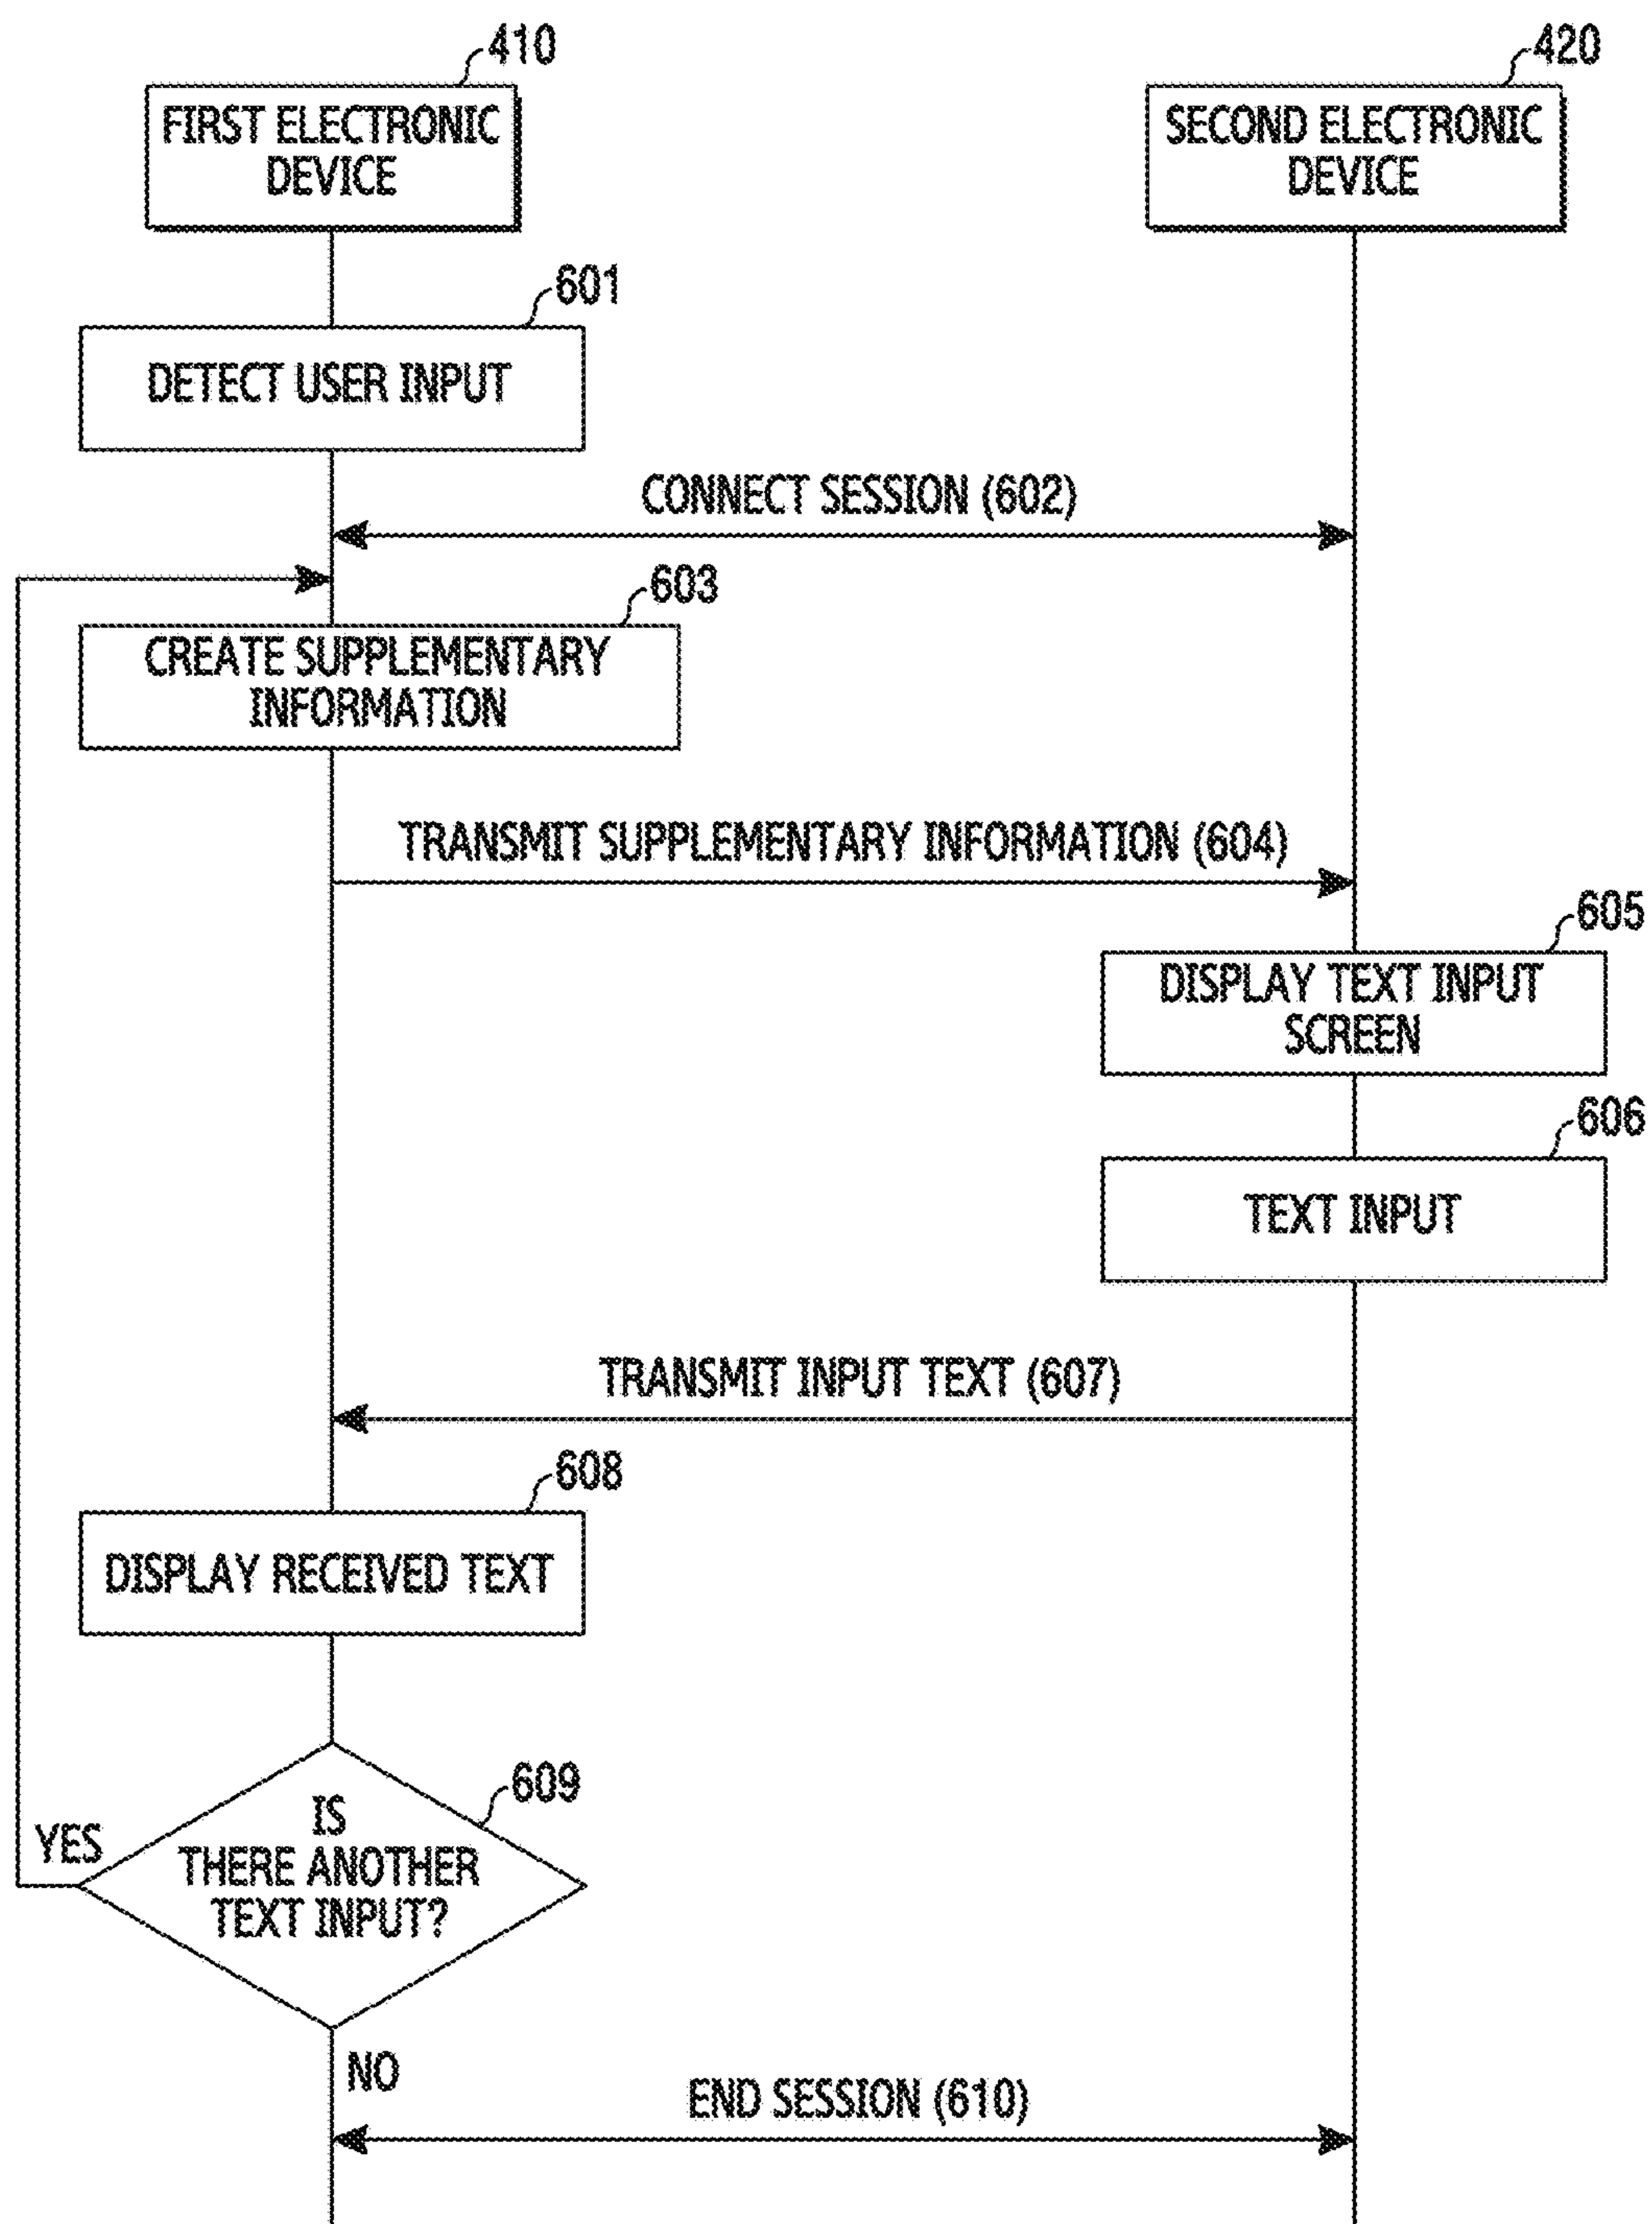 410
420
FIRST ELECTRONIC
DEVICE
SECOND ELECTRONIC
DEVICE
601
DETECT USER INPUT
CONNECT SESSION (602)
603
CREATE SUPPLEMENTARY
INFORMATION
TRANSMIT SUPPLEMENTARY INFORMATION (604)
605
DISPLAY TEXT INPUT
SCREEN
606
TEXT INPUT
TRANSMIT INPUT TEXT (607)
608
DISPLAY RECEIVED TEXT
609
IS
THERE ANOTHER
TEXT INPUT?
YES
NO
END SESSION (610)